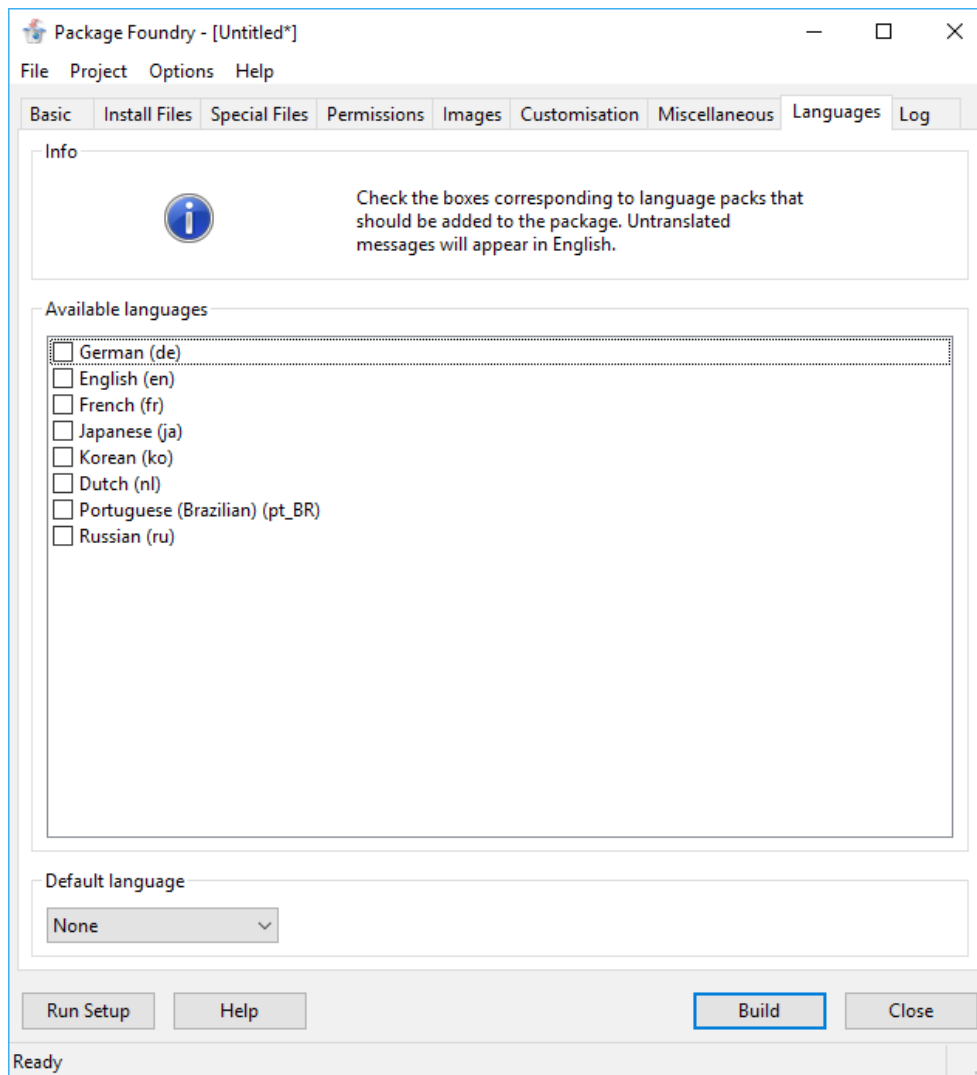 Package Foundry - [Untitled*]
File Project Options Help
Basic Install Files Special Files Permissions Images Customisation Miscellaneous Languages Log
Info
Check the boxes corresponding to language packs that
should be added to the package. Untranslated
messages will appear in English.
Available languages
German (de)
English (en)
French (fr)
Japanese (ja)
Korean (ko)
Dutch (nl)
Portuguese (Brazilian) (pt_BR)
Russian (ru)
Default language
None
Run Setup Help Build Close
Ready